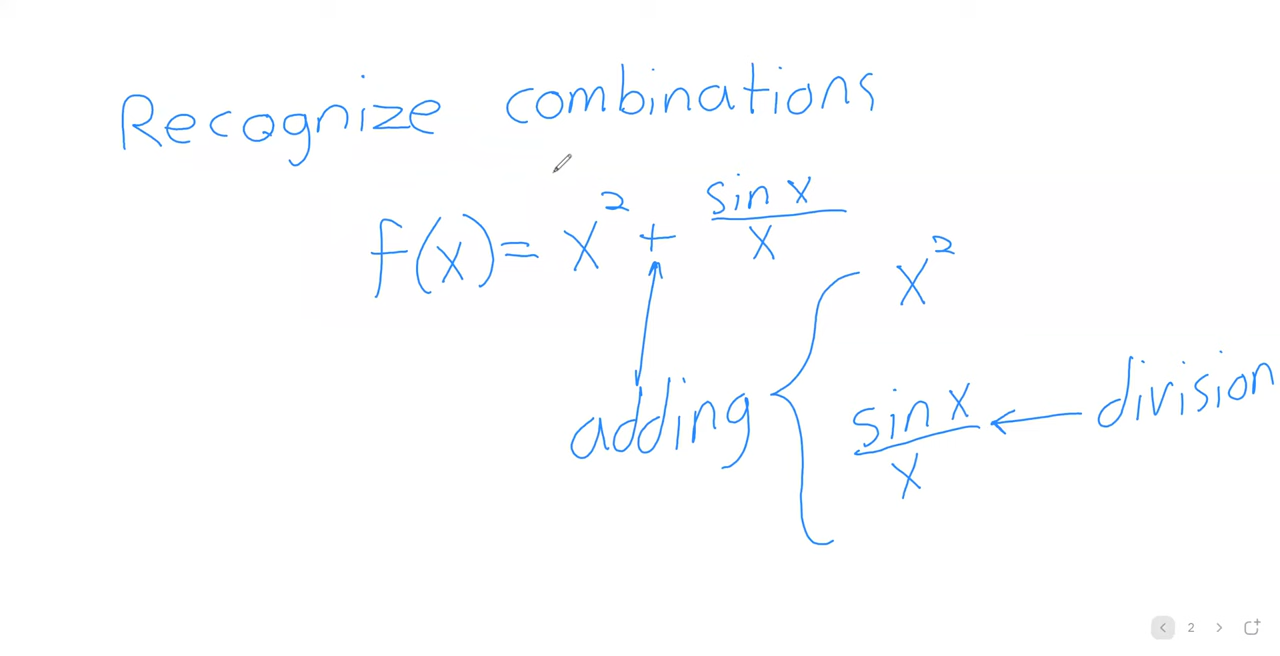 Recognize combinations
f(x) = x² + sin x / x
x²
adding
sin x / x ← division
2